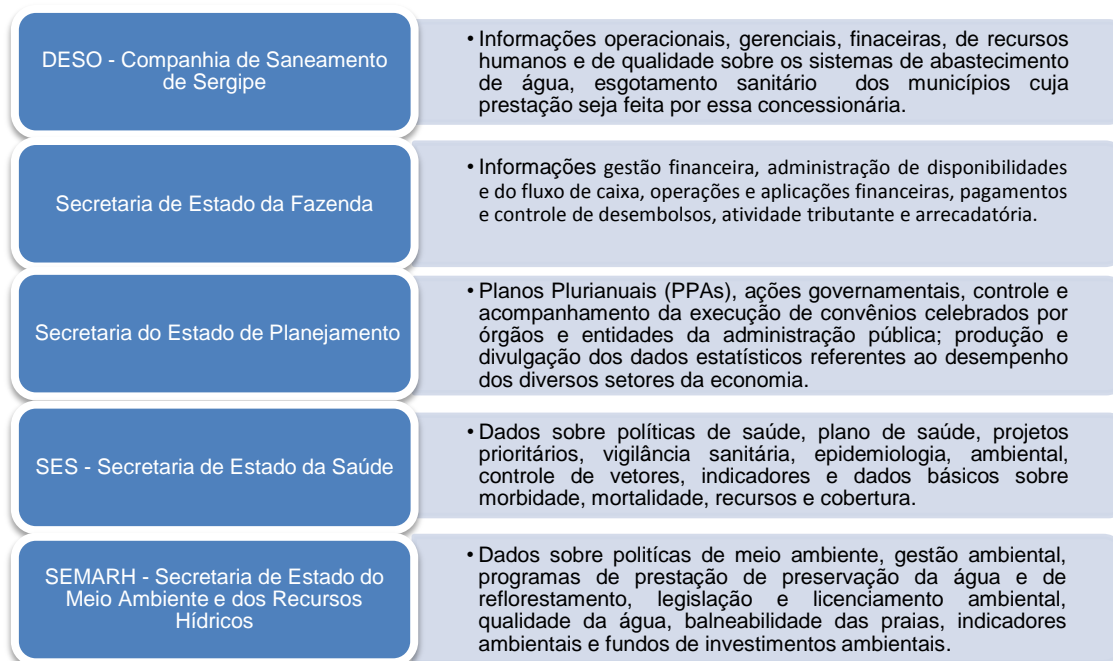 DESO - Companhia de Saneamento
de Sergipe
• Informações operacionais, gerenciais, finaceiras, de recursos
humanos e de qualidade sobre os sistemas de abastecimento
de água, esgotamento sanitário dos municípios cuja
prestação seja feita por essa concessionária.
Secretaria de Estado da Fazenda
• Informações gestão financeira, administração de disponibilidades
e do fluxo de caixa, operações e aplicações financeiras, pagamentos
e controle de desembolsos, atividade tributante e arrecadatória.
Secretaria do Estado de Planejamento
• Planos Plurianuais (PPAs), ações governamentais, controle e
acompanhamento da execução de convênios celebrados por
órgãos e entidades da administração pública; produção e
divulgação dos dados estatísticos referentes ao desempenho
dos diversos setores da economia.
SES - Secretaria de Estado da Saúde
• Dados sobre políticas de saúde, plano de saúde, projetos
prioritários, vigilância sanitária, epidemiologia, ambiental,
controle de vetores, indicadores e dados básicos sobre
morbidade, mortalidade, recursos e cobertura.
SEMARH - Secretaria de Estado do
Meio Ambiente e dos Recursos
Hídricos
• Dados sobre politícas de meio ambiente, gestão ambiental,
programas de prestação de preservação da água e de
reflorestamento, legislação e licenciamento ambiental,
qualidade da água, balneabilidade das praias, indicadores
ambientais e fundos de investimentos ambientais.